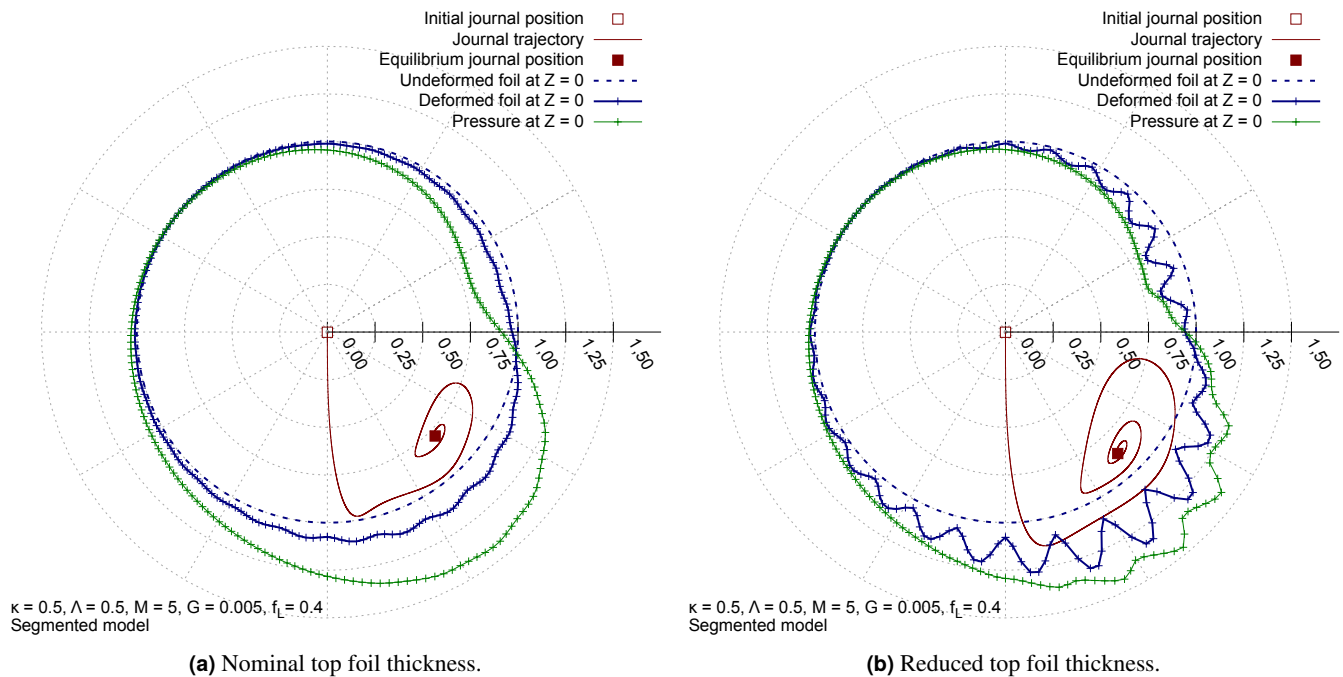 Initial journal position
Journal trajectory
Equilibrium journal position
Undeformed foil at Z = 0
Deformed foil at Z = 0
Pressure at Z = 0
0.00
0.25
0.50
0.75
1.00
1.25
1.50
κ = 0.5, Λ = 0.5, M = 5, G = 0.005, f_L = 0.4
Segmented model
(a) Nominal top foil thickness.
Initial journal position
Journal trajectory
Equilibrium journal position
Undeformed foil at Z = 0
Deformed foil at Z = 0
Pressure at Z = 0
0.00
0.25
0.50
0.75
1.00
1.25
1.50
κ = 0.5, Λ = 0.5, M = 5, G = 0.005, f_L = 0.4
Segmented model
(b) Reduced top foil thickness.